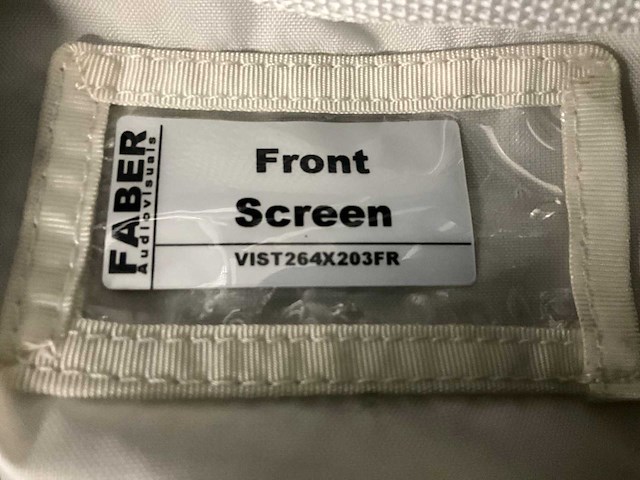 FABER
Audiovisuals
Front
Screen
VIST264X203FR